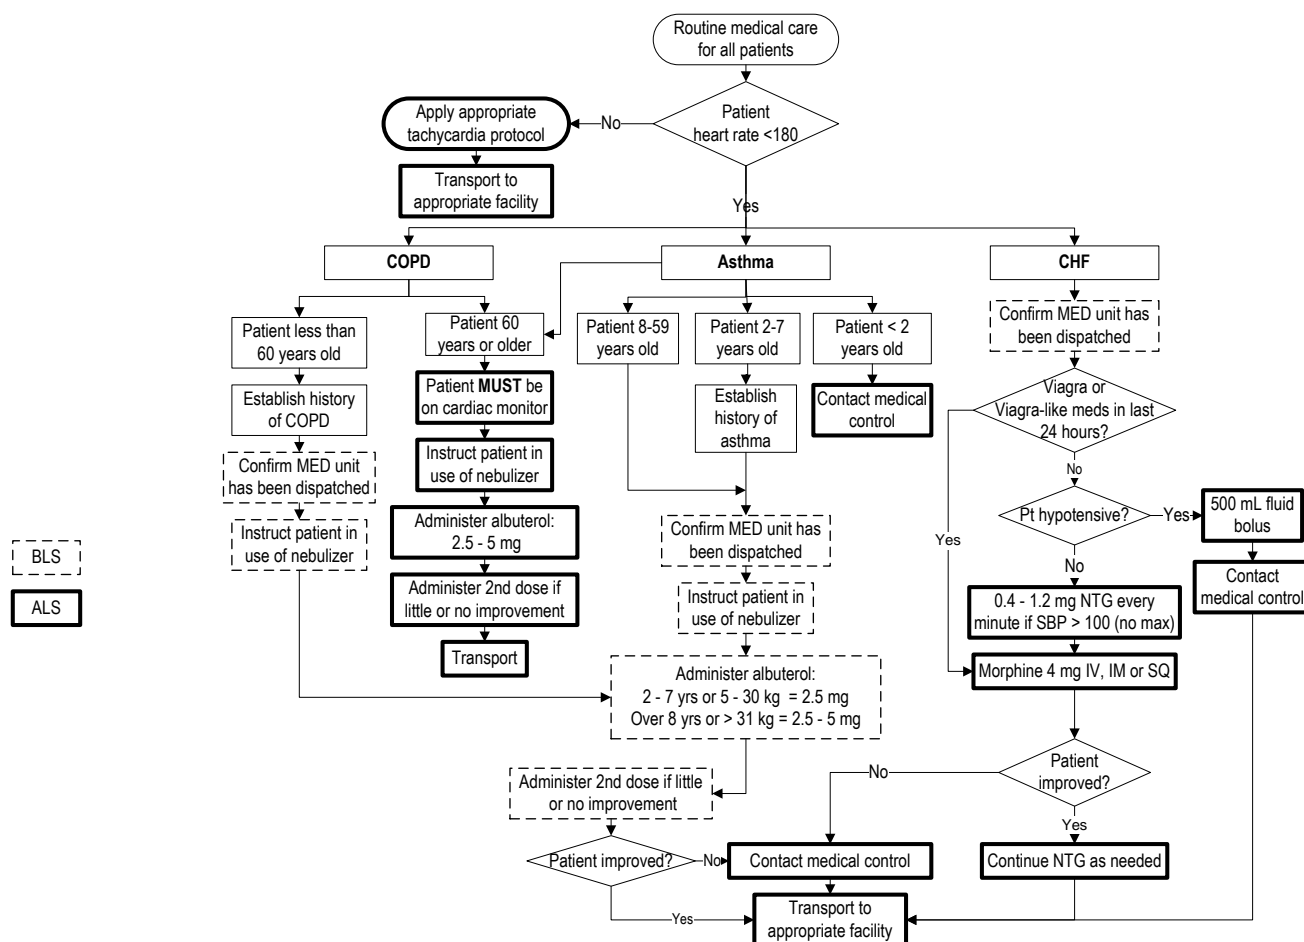 Routine medical care
for all patients
Patient
heart rate <180
No
Apply appropriate
tachycardia protocol
Transport to
appropriate facility
Yes
COPD
Asthma
CHF
Patient less than
60 years old
Establish history
of COPD
Confirm MED unit
has been dispatched
Instruct patient in
use of nebulizer
Patient 60
years or older
Patient MUST be
on cardiac monitor
Instruct patient in
use of nebulizer
Administer albuterol:
2.5 - 5 mg
Administer 2nd dose if
little or no improvement
Transport
Patient 8-59
years old
Patient 2-7
years old
Establish
history of
asthma
Patient < 2
years old
Contact medical
control
Confirm MED unit has
been dispatched
Instruct patient in
use of nebulizer
Administer albuterol:
2 - 7 yrs or 5 - 30 kg = 2.5 mg
Over 8 yrs or > 31 kg = 2.5 - 5 mg
Administer 2nd dose if little
or no improvement
Patient improved?
No
Yes
Contact medical control
Transport to
appropriate facility
Confirm MED unit has
been dispatched
Viagra or
Viagra-like meds in last
24 hours?
No
Yes
Pt hypotensive?
Yes
500 mL fluid
bolus
Contact
medical control
No
0.4 - 1.2 mg NTG every
minute if SBP > 100 (no max)
Morphine 4 mg IV, IM or SQ
Patient
improved?
No
Yes
Continue NTG as needed
BLS
ALS